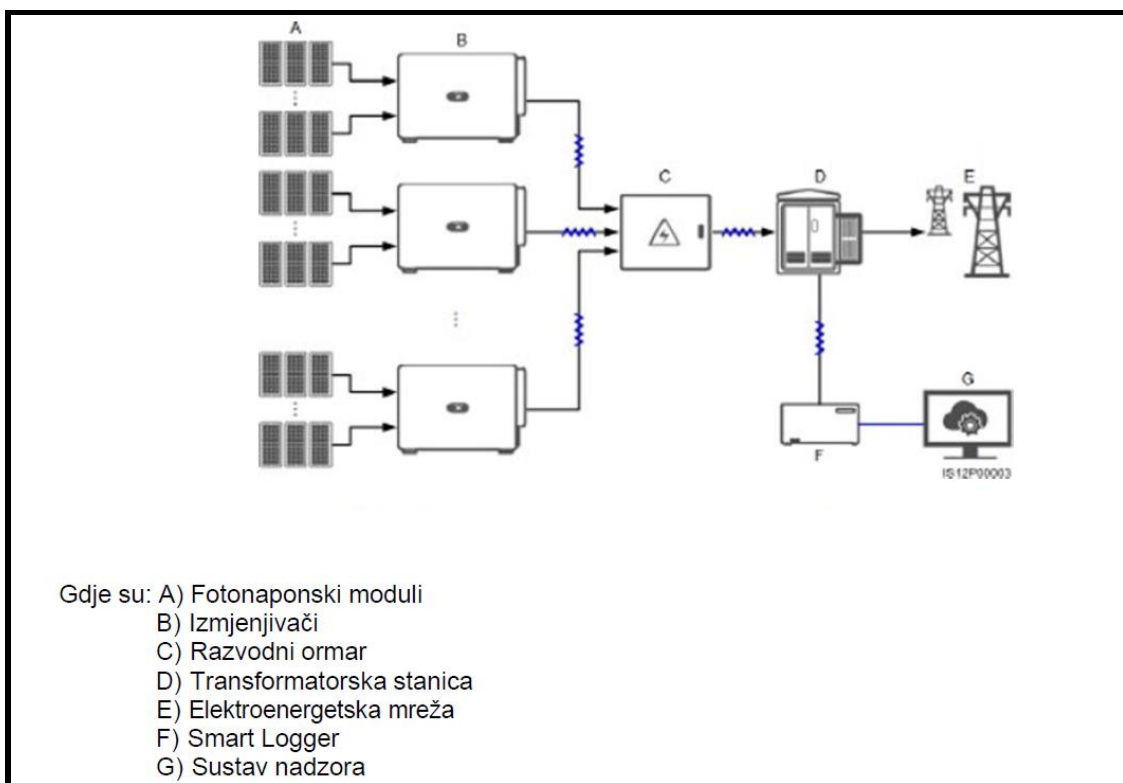 A
B
C
D
E
G
F
IS12P00003
Gdje su: A) Fotonaponski moduli
B) Izmjenjivači
C) Razvodni ormar
D) Transformatorska stanica
E) Elektroenergetska mreža
F) Smart Logger
G) Sustav nadzora